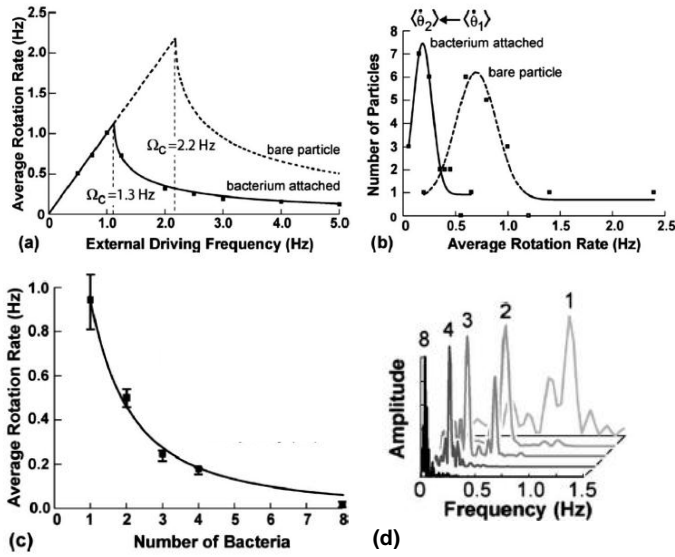 2.5
2.0
1.5
1.0
0.5
0
Average Rotation Rate (Hz)
Ωc=2.2 Hz
Ωc=1.3 Hz
bare particle
bacterium attached
0 1.0 2.0 3.0 4.0 5.0
(a) External Driving Frequency (Hz)
⟨θ̇₂⟩ ← ⟨θ̇₁⟩
8
7
6
5
4
3
2
1
0
Number of Particles
bacterium attached
bare particle
0 0.5 1.0 1.5 2.0 2.5
(b) Average Rotation Rate (Hz)
1.0
0.8
0.6
0.4
0.2
0.0
Average Rotation Rate (Hz)
0 1 2 3 4 5 6 7 8
(c) Number of Bacteria
8 4 3 2 1
Amplitude
0 0.5 1.0 1.5
Frequency (Hz)
(d)